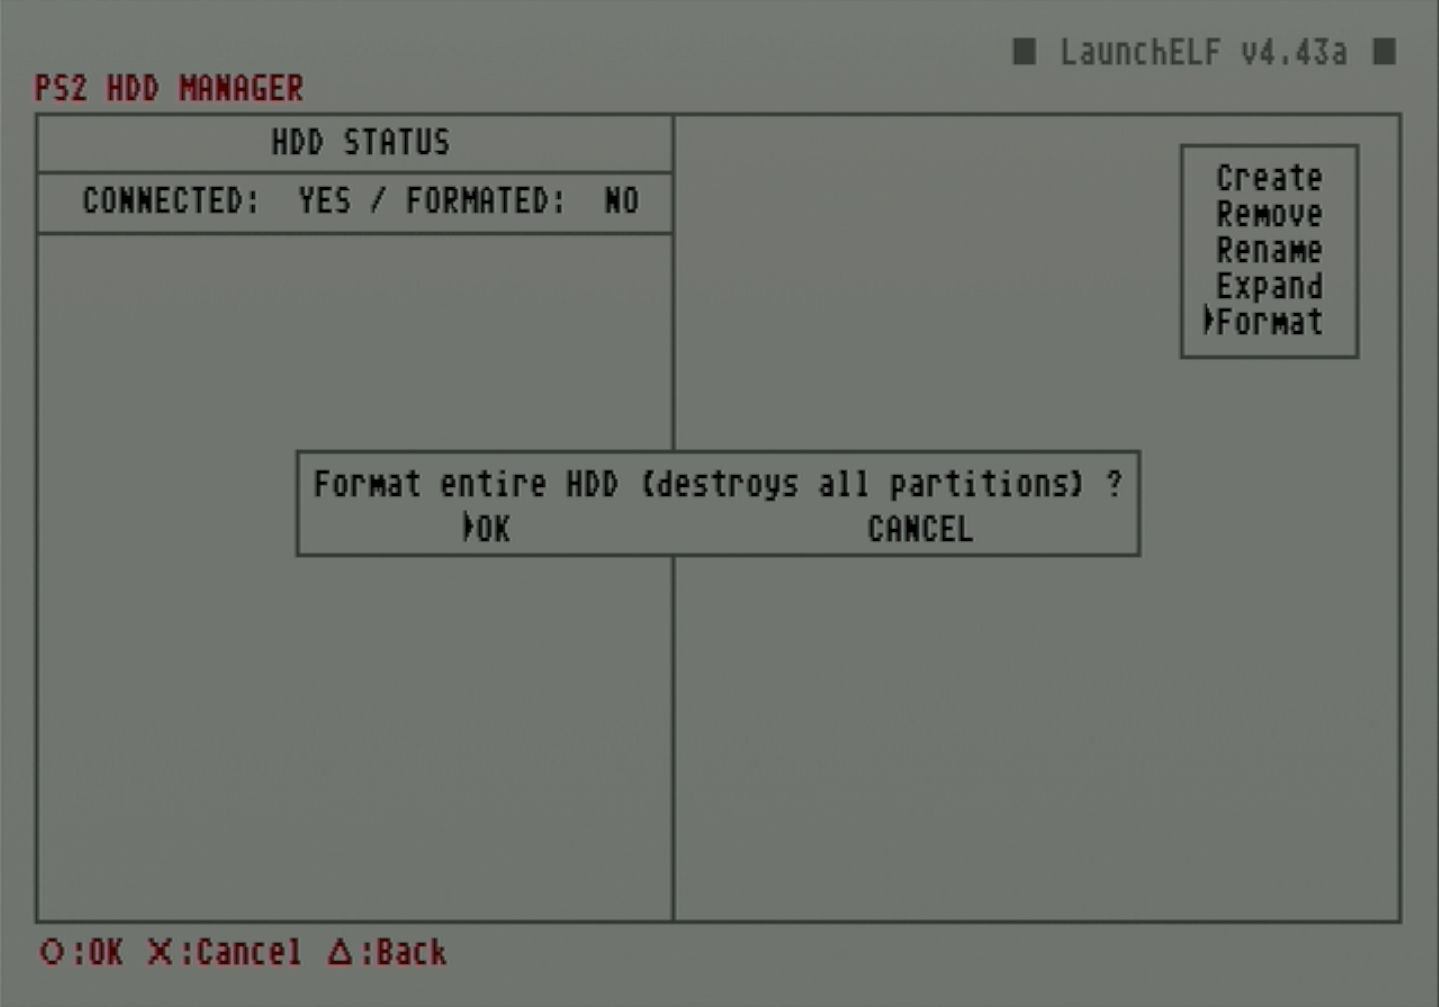 ■ LaunchELF v4.43a ■
PS2 HDD MANAGER
HDD STATUS
CONNECTED: YES / FORMATED: NO
Create
Remove
Rename
Expand
Format
Format entire HDD (destroys all partitions) ?
OK CANCEL
O:OK X:Cancel Δ:Back